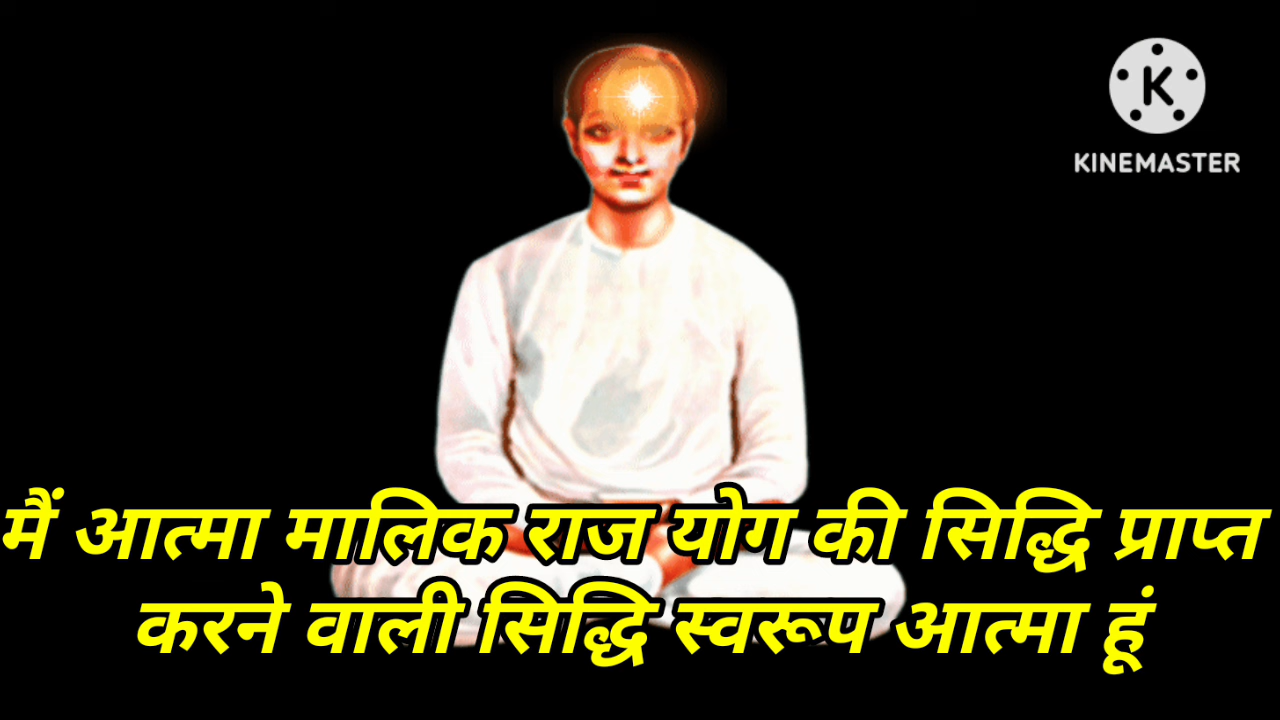 K
KINEMASTER
मैं आत्मा मालिक राज योग की सिद्धि प्राप्त
करने वाली सिद्धि स्वरूप आत्मा हूं